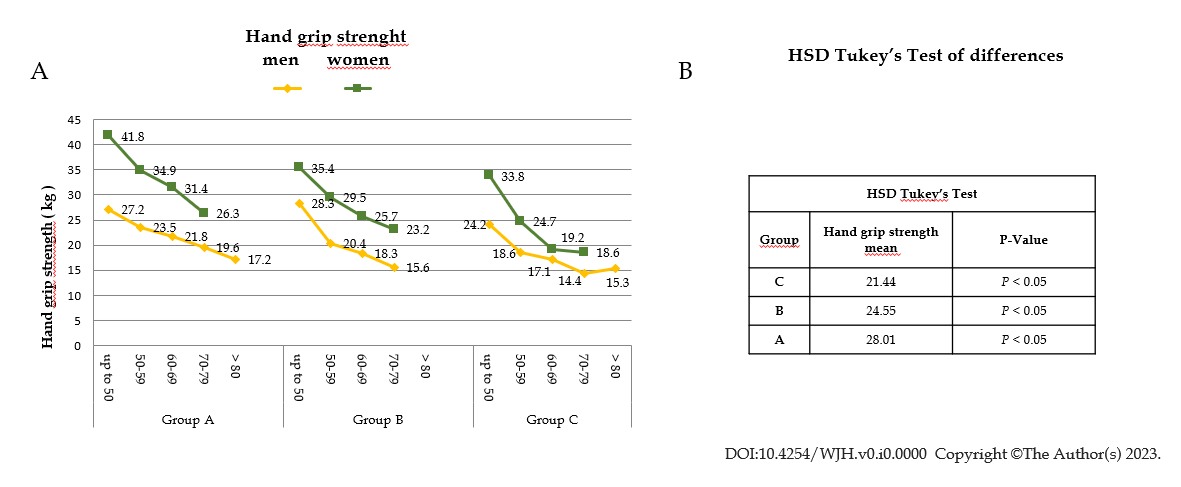 A
Hand grip strenght
men women
Hand grip strength ( kg )
45
40
35
30
25
20
15
10
5
0
41.8
34.9
31.4
26.3
27.2
23.5
21.8
19.6
17.2
35.4
29.5
25.7
23.2
28.3
20.4
18.3
15.6
33.8
24.7
19.2
18.6
24.2
18.6
17.1
14.4
15.3
up to 50
50-59
60-69
70-79
> 80
up to 50
50-59
60-69
70-79
> 80
up to 50
50-59
60-69
70-79
> 80
Group A
Group B
Group C
B
HSD Tukey’s Test of differences
HSD Tukey’s Test
Group Hand grip strength mean P-Value
C 21.44 P < 0.05
B 24.55 P < 0.05
A 28.01 P < 0.05
DOI:10.4254/WJH.v0.i0.0000 Copyright ©The Author(s) 2023.